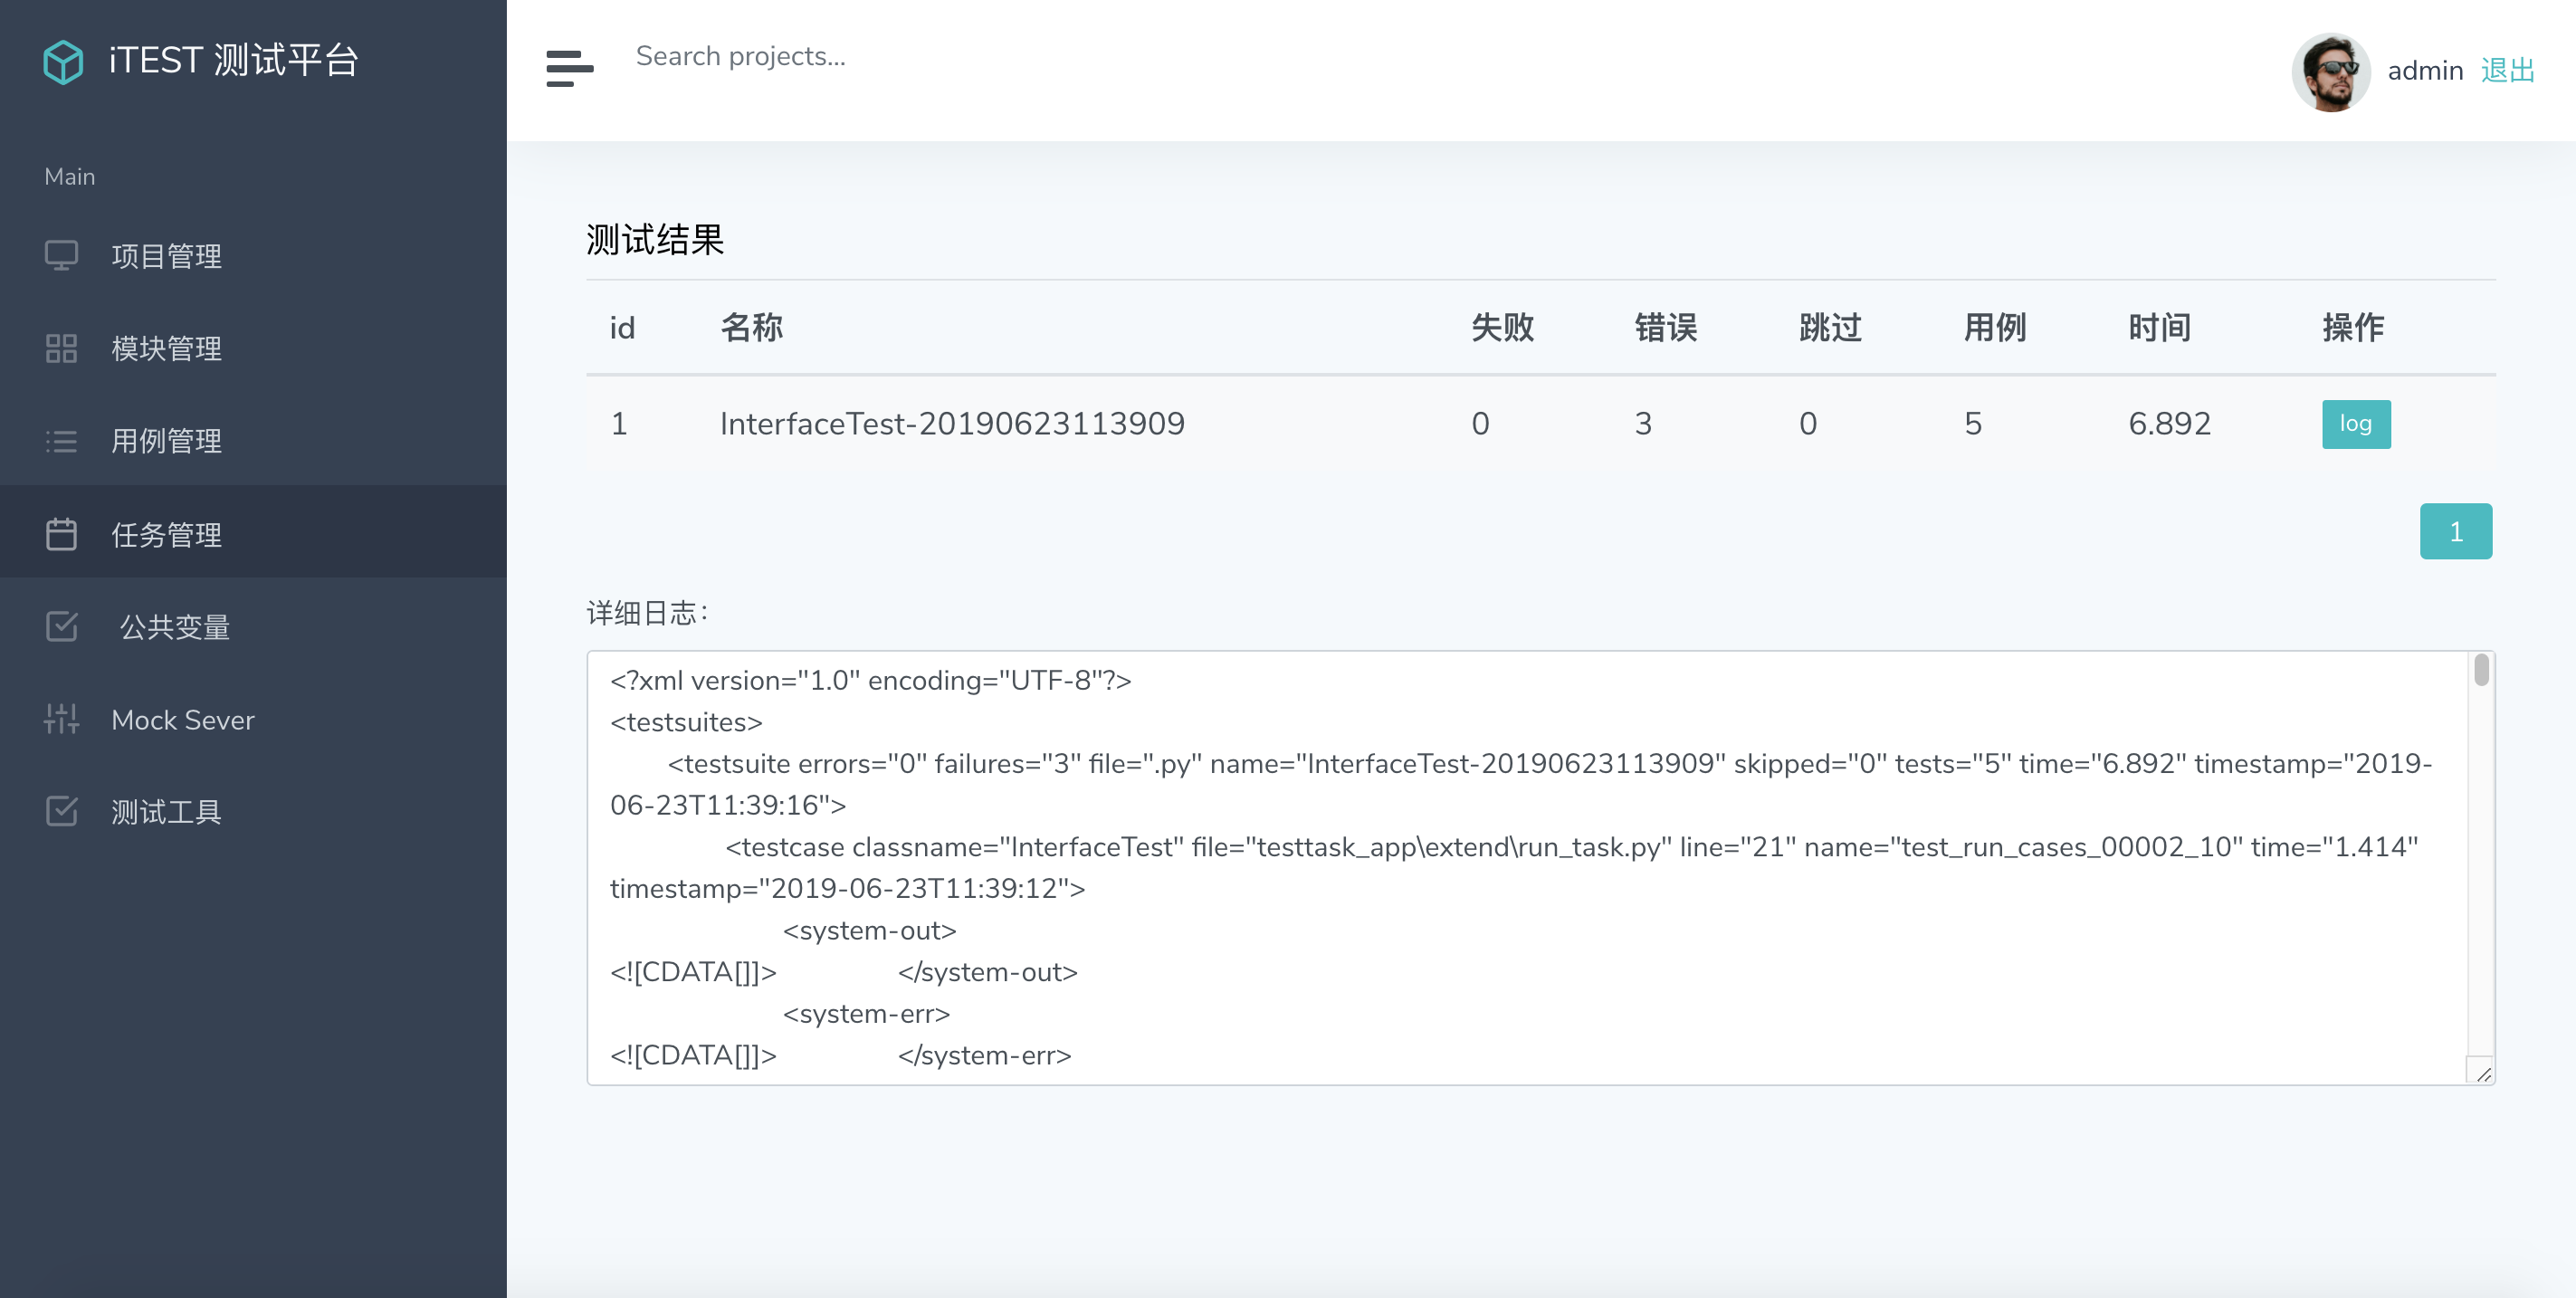 iTEST 测试平台
Search projects...
admin 退出
Main
项目管理
模块管理
用例管理
任务管理
公共变量
Mock Sever
测试工具
测试结果
id 名称 失败 错误 跳过 用例 时间 操作
1 InterfaceTest-20190623113909 0 3 0 5 6.892 log
1
详细日志：
<?xml version="1.0" encoding="UTF-8"?>
<testsuites>
<testsuite errors="0" failures="3" file=".py" name="InterfaceTest-20190623113909" skipped="0" tests="5" time="6.892" timestamp="2019-
06-23T11:39:16">
<testcase classname="InterfaceTest" file="testtask_app\extend\run_task.py" line="21" name="test_run_cases_00002_10" time="1.414"
timestamp="2019-06-23T11:39:12">
<system-out>
<![CDATA[]]> </system-out>
<system-err>
<![CDATA[]]> </system-err>